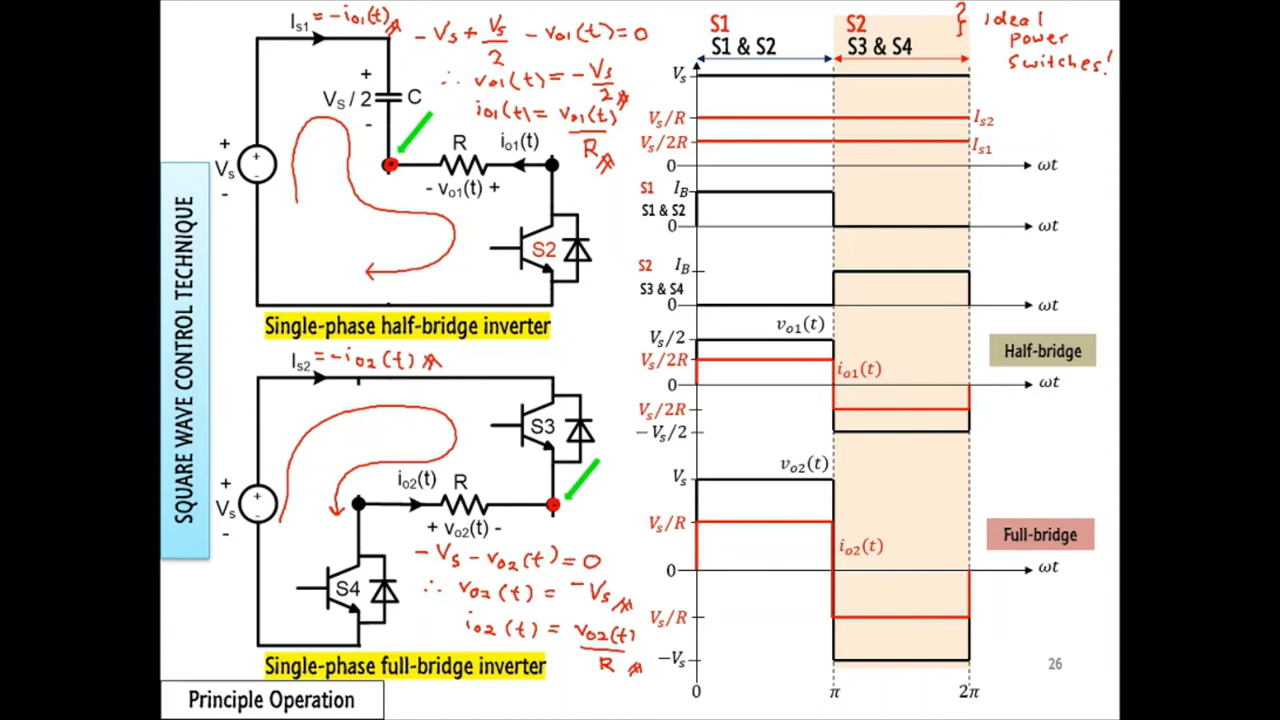 SQUARE WAVE CONTROL TECHNIQUE
Is1 = -io1(t)
-Vs + Vs/2 - vo1(t) = 0
∴ vo1(t) = -Vs/2
io1(t) = vo1(t)/R
+
VS / 2
C
-
+
Vs
-
R
io1(t)
- vo1(t) +
S2
Single-phase half-bridge inverter
Is2 = -io2(t)
S3
+
Vs
-
io2(t)
R
+ vo2(t) -
S4
-Vs - vo2(t) = 0
∴ vo2(t) = -Vs
io2(t) = vo2(t)/R
Single-phase full-bridge inverter
Principle Operation
S1
S1 & S2
S2
S3 & S4
Ideal
Power
Switches!
Vs
Vs/R
Is2
Vs/2R
Is1
0
ωt
S1
IB
S1 & S2
0
ωt
S2
IB
S3 & S4
0
ωt
vo1(t)
Vs/2
Vs/2R
io1(t)
Half-bridge
0
ωt
Vs/2R
-Vs/2
vo2(t)
Vs
Vs/R
io2(t)
Full-bridge
0
ωt
Vs/R
-Vs
26
0
π
2π